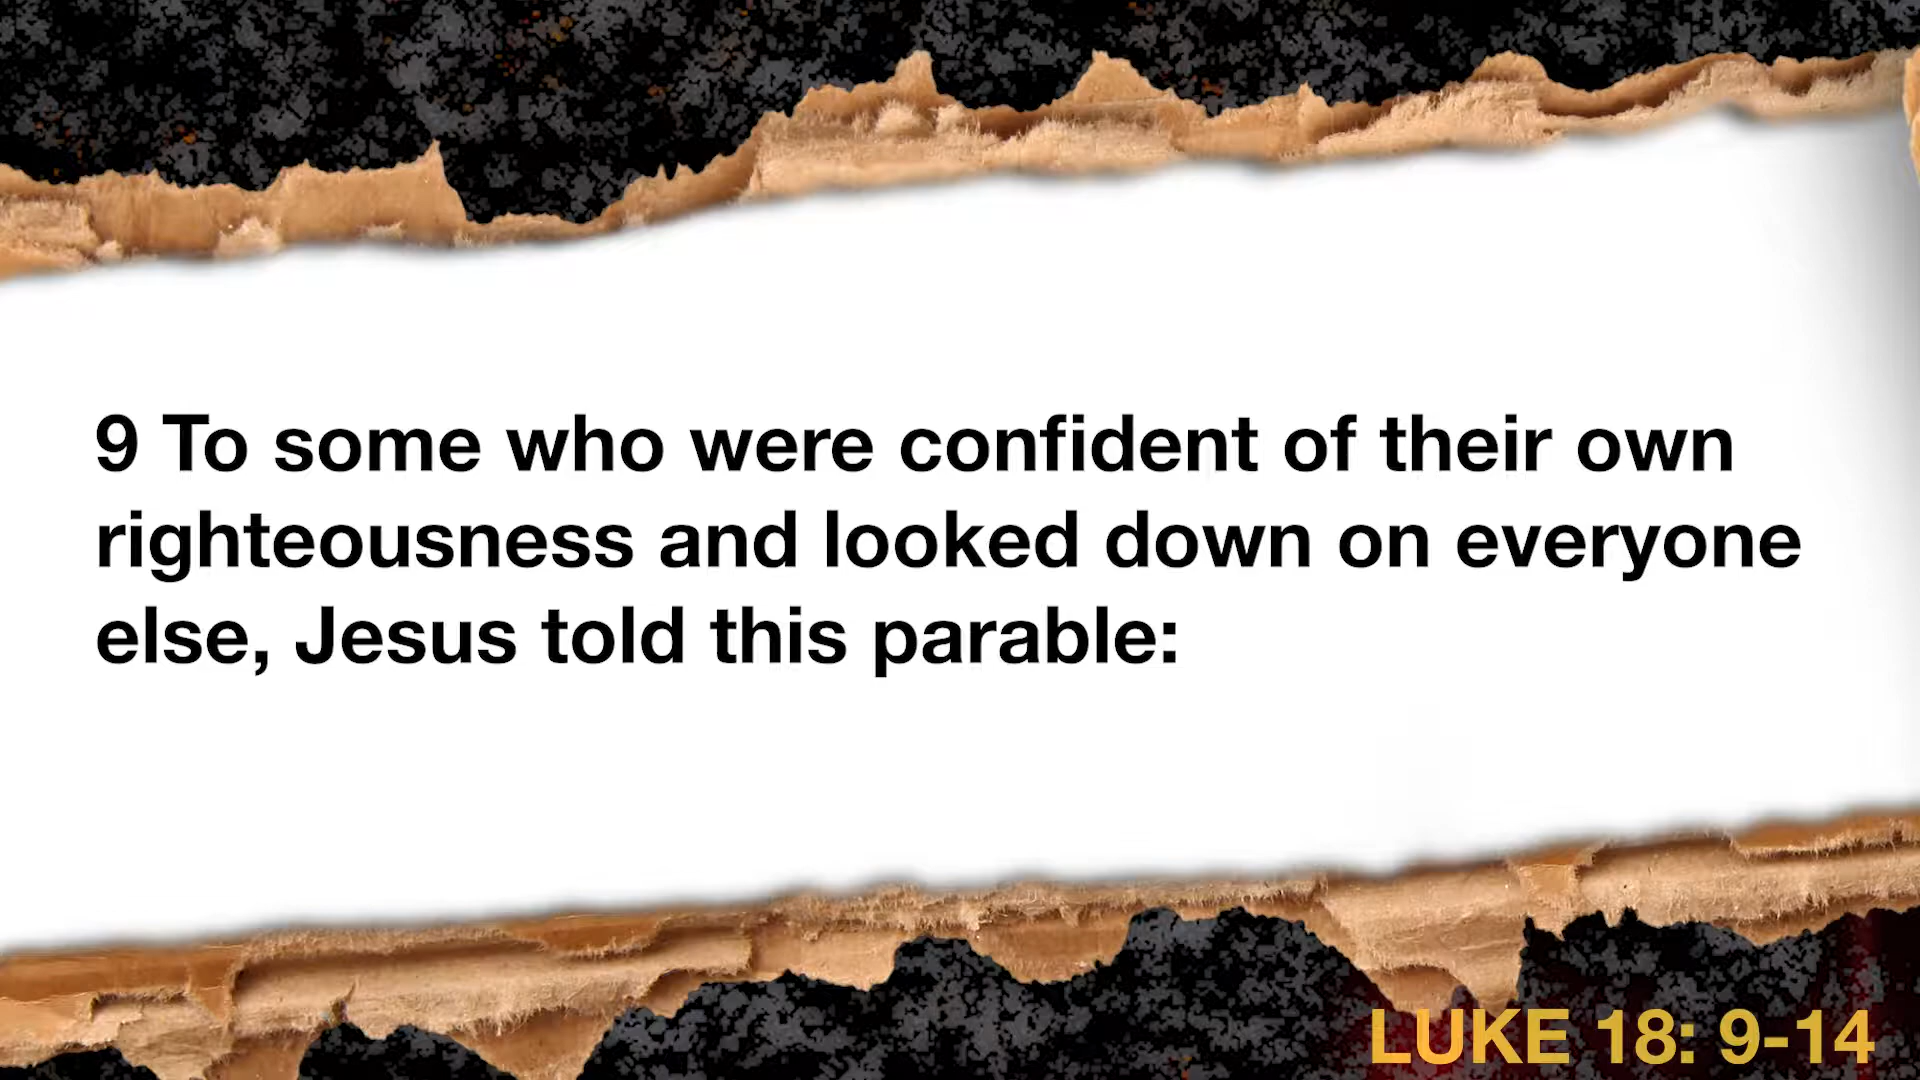 9 To some who were confident of their own
righteousness and looked down on everyone
else, Jesus told this parable:
LUKE 18: 9-14